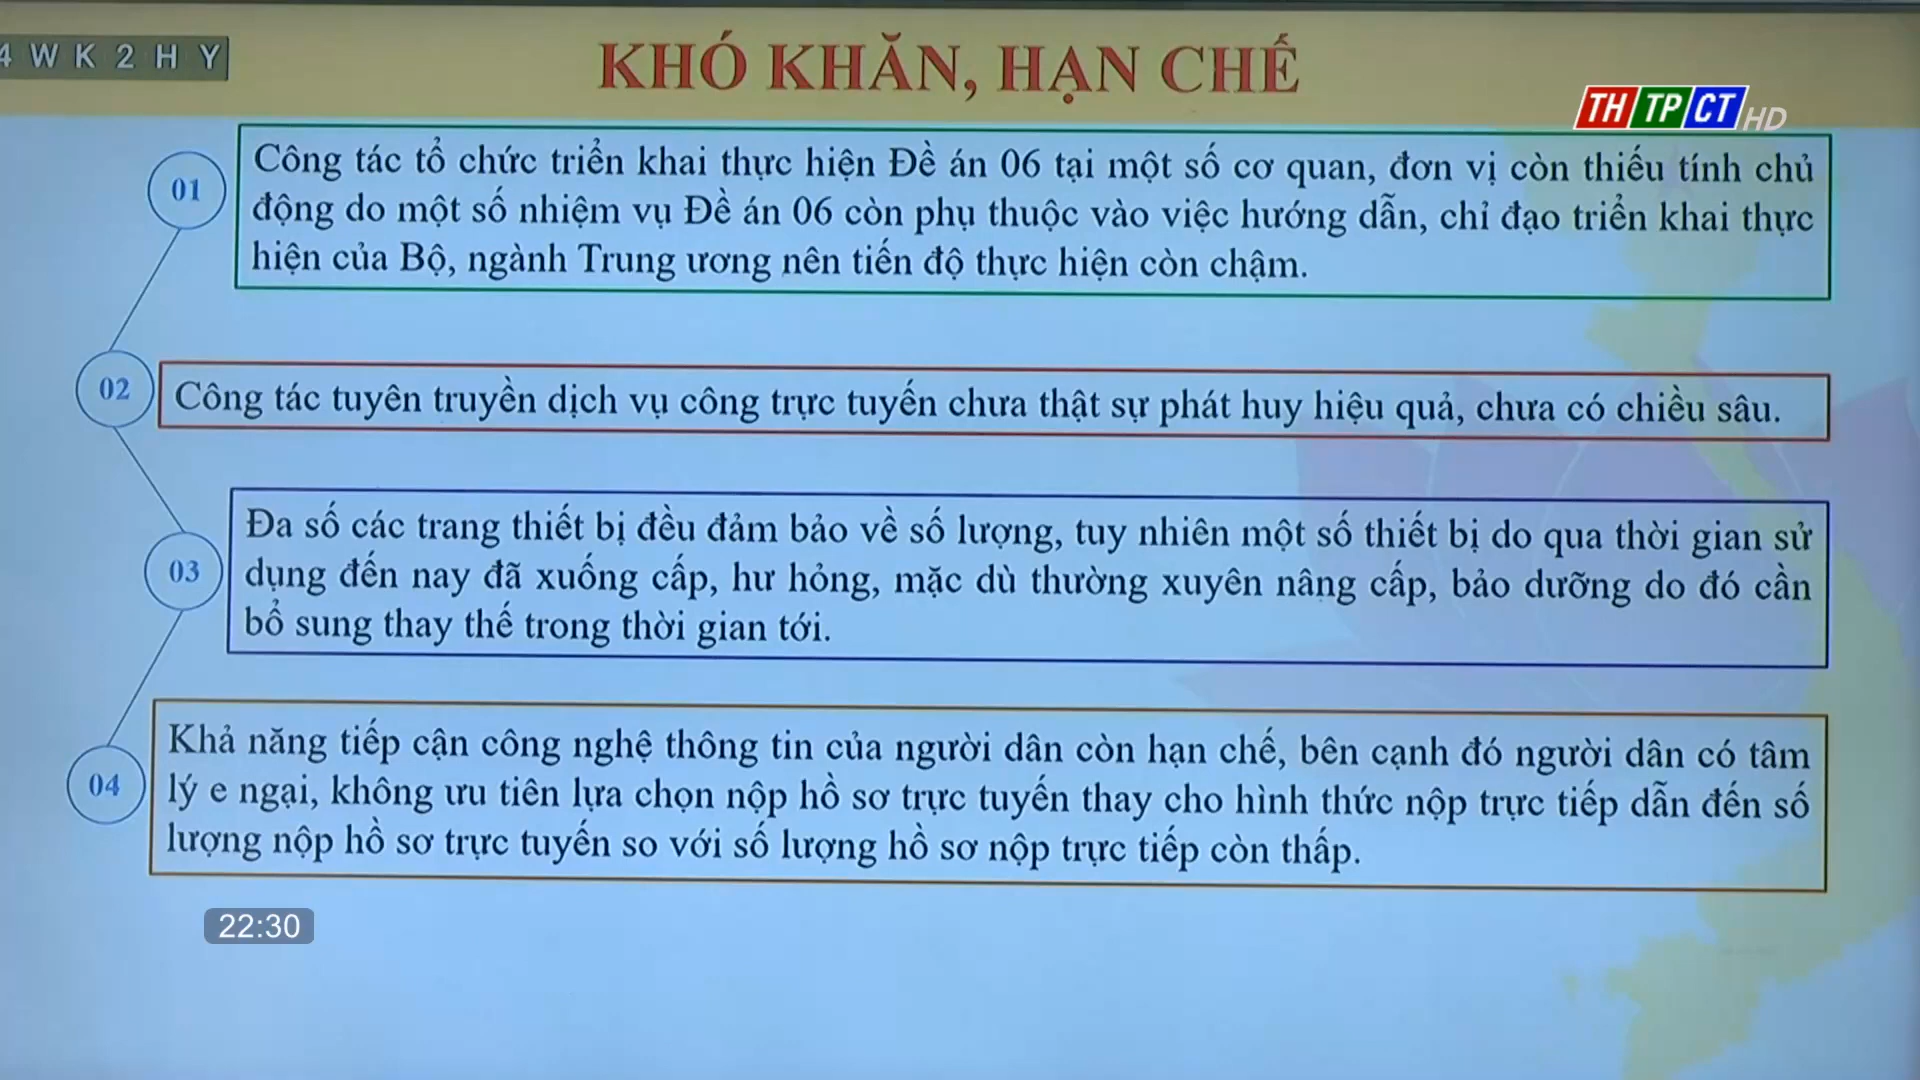 4WK2HY
KHÓ KHĂN, HẠN CHẾ
TH TP CT HD
01
Công tác tổ chức triển khai thực hiện Đề án 06 tại một số cơ quan, đơn vị còn thiếu tính chủ
động do một số nhiệm vụ Đề án 06 còn phụ thuộc vào việc hướng dẫn, chỉ đạo triển khai thực
hiện của Bộ, ngành Trung ương nên tiến độ thực hiện còn chậm.
02
Công tác tuyên truyền dịch vụ công trực tuyến chưa thật sự phát huy hiệu quả, chưa có chiều sâu.
03
Đa số các trang thiết bị đều đảm bảo về số lượng, tuy nhiên một số thiết bị do qua thời gian sử
dụng đến nay đã xuống cấp, hư hỏng, mặc dù thường xuyên nâng cấp, bảo dưỡng do đó cần
bổ sung thay thế trong thời gian tới.
04
Khả năng tiếp cận công nghệ thông tin của người dân còn hạn chế, bên cạnh đó người dân có tâm
lý e ngại, không ưu tiên lựa chọn nộp hồ sơ trực tuyến thay cho hình thức nộp trực tiếp dẫn đến số
lượng nộp hồ sơ trực tuyến so với số lượng hồ sơ nộp trực tiếp còn thấp.
22:30